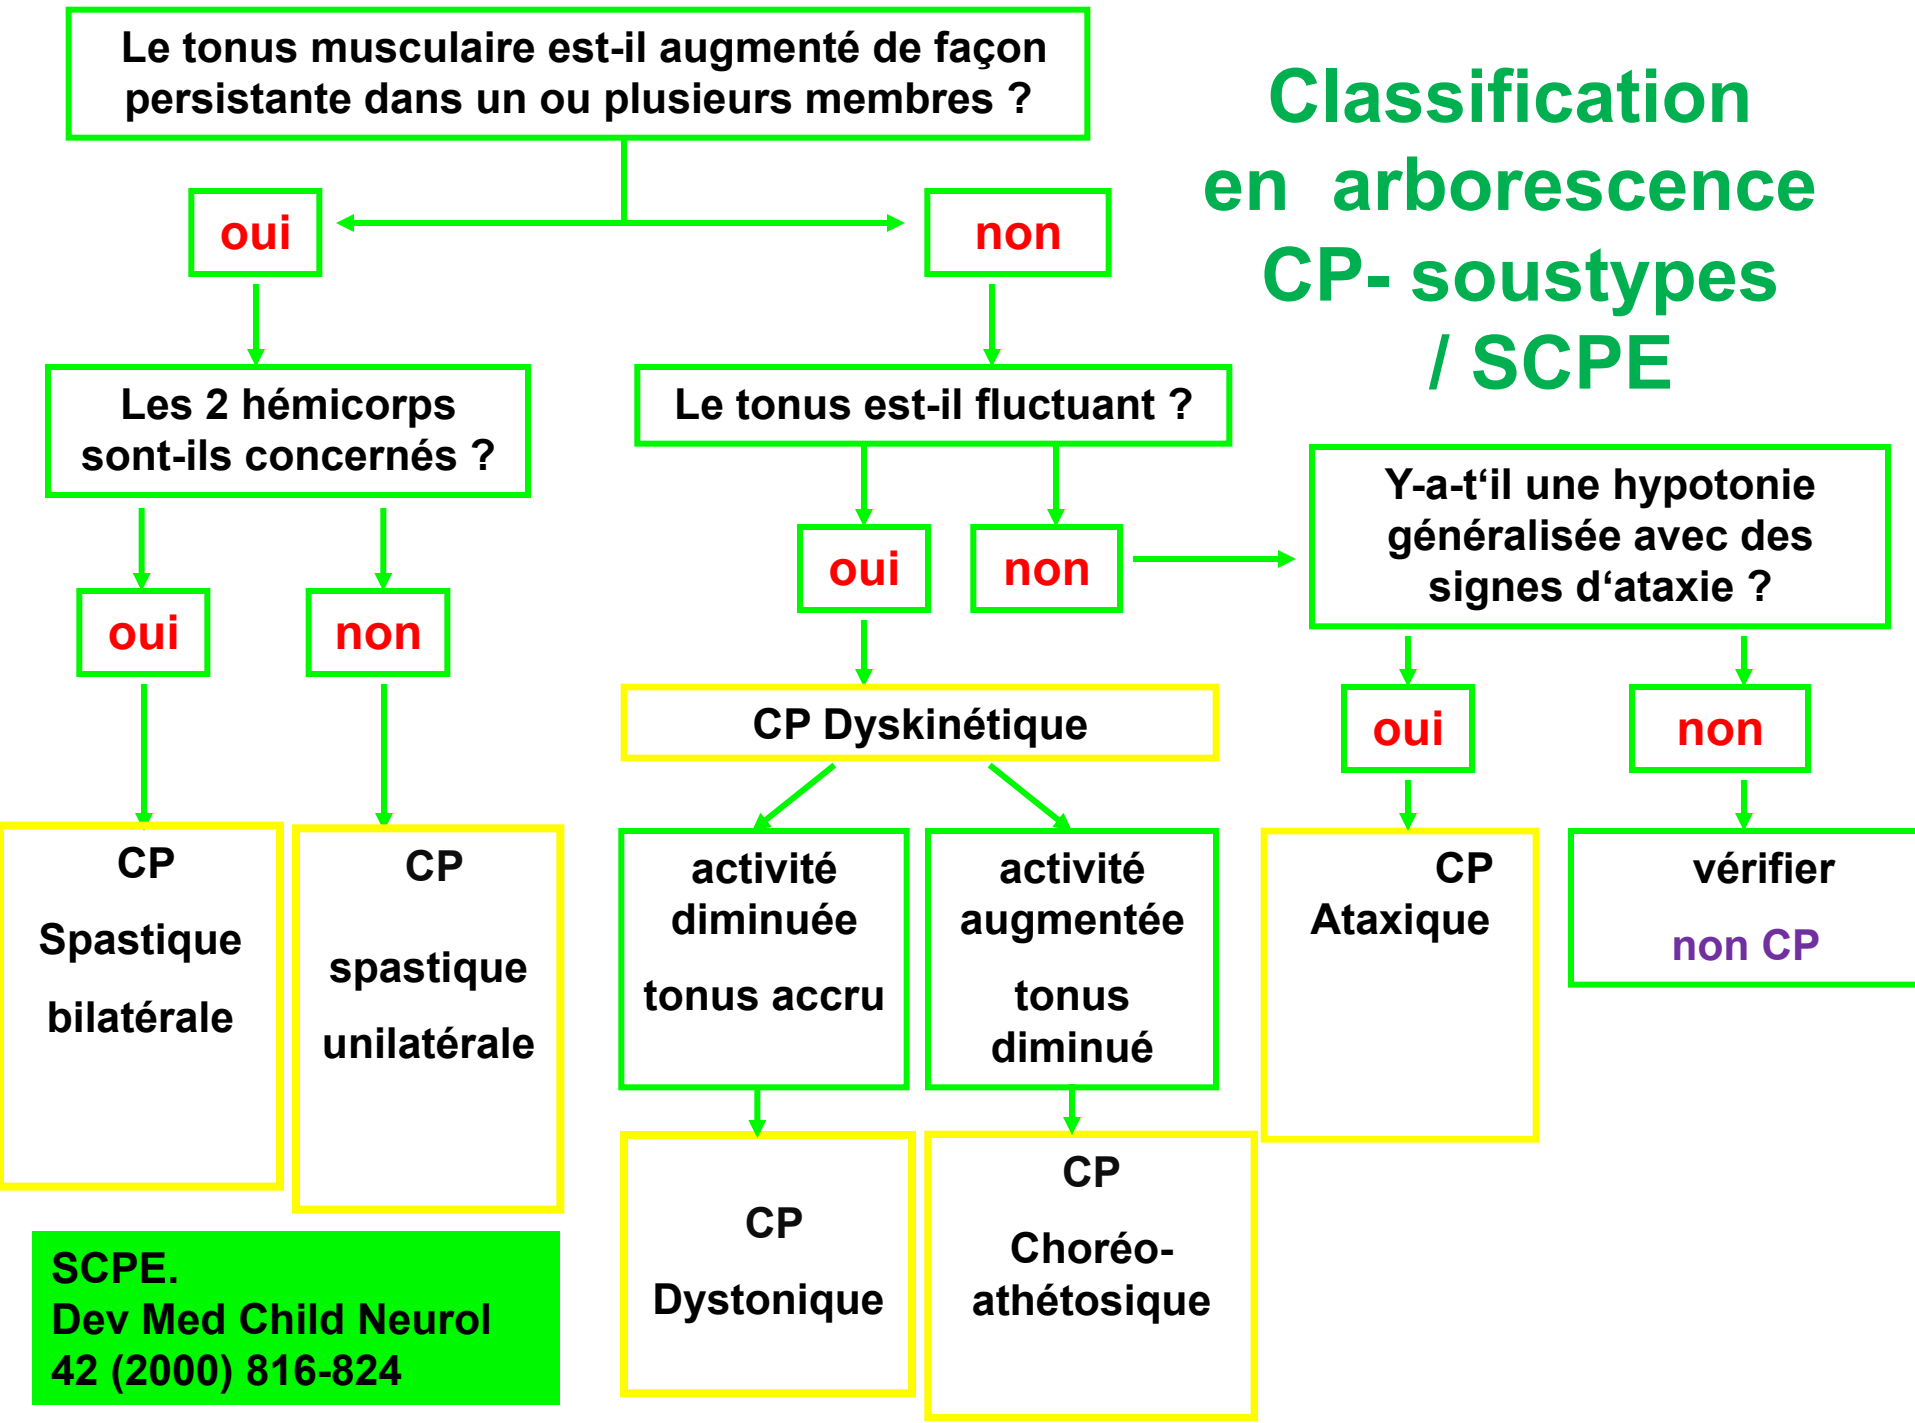 Le tonus musculaire est-il augmenté de façon
persistante dans un ou plusieurs membres ?
Classification
en arborescence
CP- soustypes
/ SCPE
oui
non
Les 2 hémicorps
sont-ils concernés ?
Le tonus est-il fluctuant ?
Y-a-t‘il une hypotonie
généralisée avec des
signes d‘ataxie ?
oui
non
oui
non
CP Dyskinétique
oui
non
CP
Spastique
bilatérale
CP
spastique
unilatérale
activité
diminuée
tonus accru
activité
augmentée
tonus
diminué
CP
Ataxique
vérifier
non CP
CP
Dystonique
CP
Choréo-
athétosique
SCPE.
Dev Med Child Neurol
42 (2000) 816-824